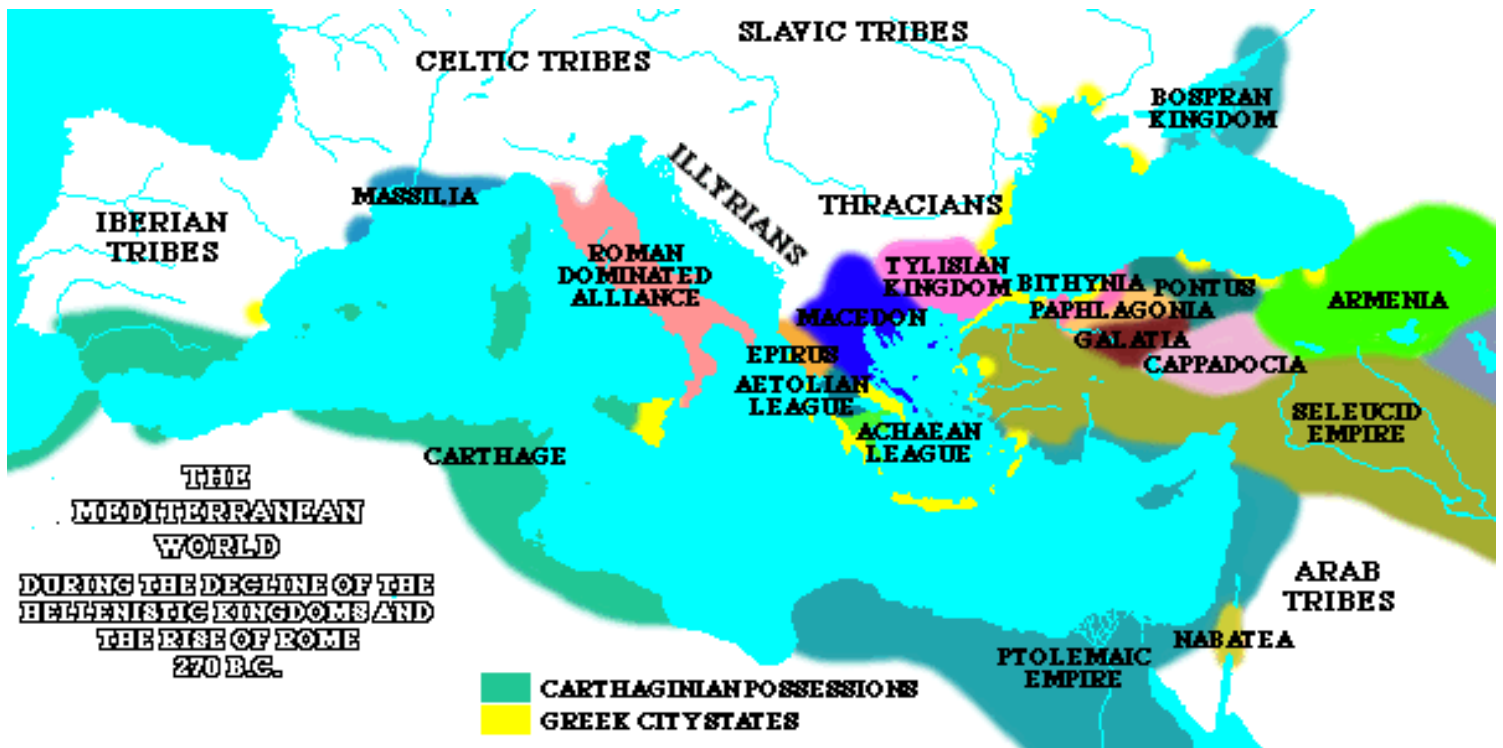 SLAVIC TRIBES
CELTIC TRIBES
BOSPRAN
KINGDOM
MASSILIA
ILLYRIANS
THRACIANS
IBERIAN
TRIBES
ROMAN
DOMINATED
ALLIANCE
TYLISIAN
KINGDOM
BITHYNIA
PONTUS
PAPHLAGONIA
ARMENIA
MACEDON
GALATIA
EPIRUS
CAPPADOCIA
AETOLIAN
LEAGUE
SELEUCID
EMPIRE
ACHAEAN
LEAGUE
CARTHAGE
THE
MEDITERRANEAN
WORLD
DURING THE DECLINE OF THE
HELLENISTIC KINGDOMS AND
THE RISE OF ROME
270 B.C.
ARAB
TRIBES
NABATEA
PTOLEMAIC
EMPIRE
CARTHAGINIAN POSSESSIONS
GREEK CITY STATES